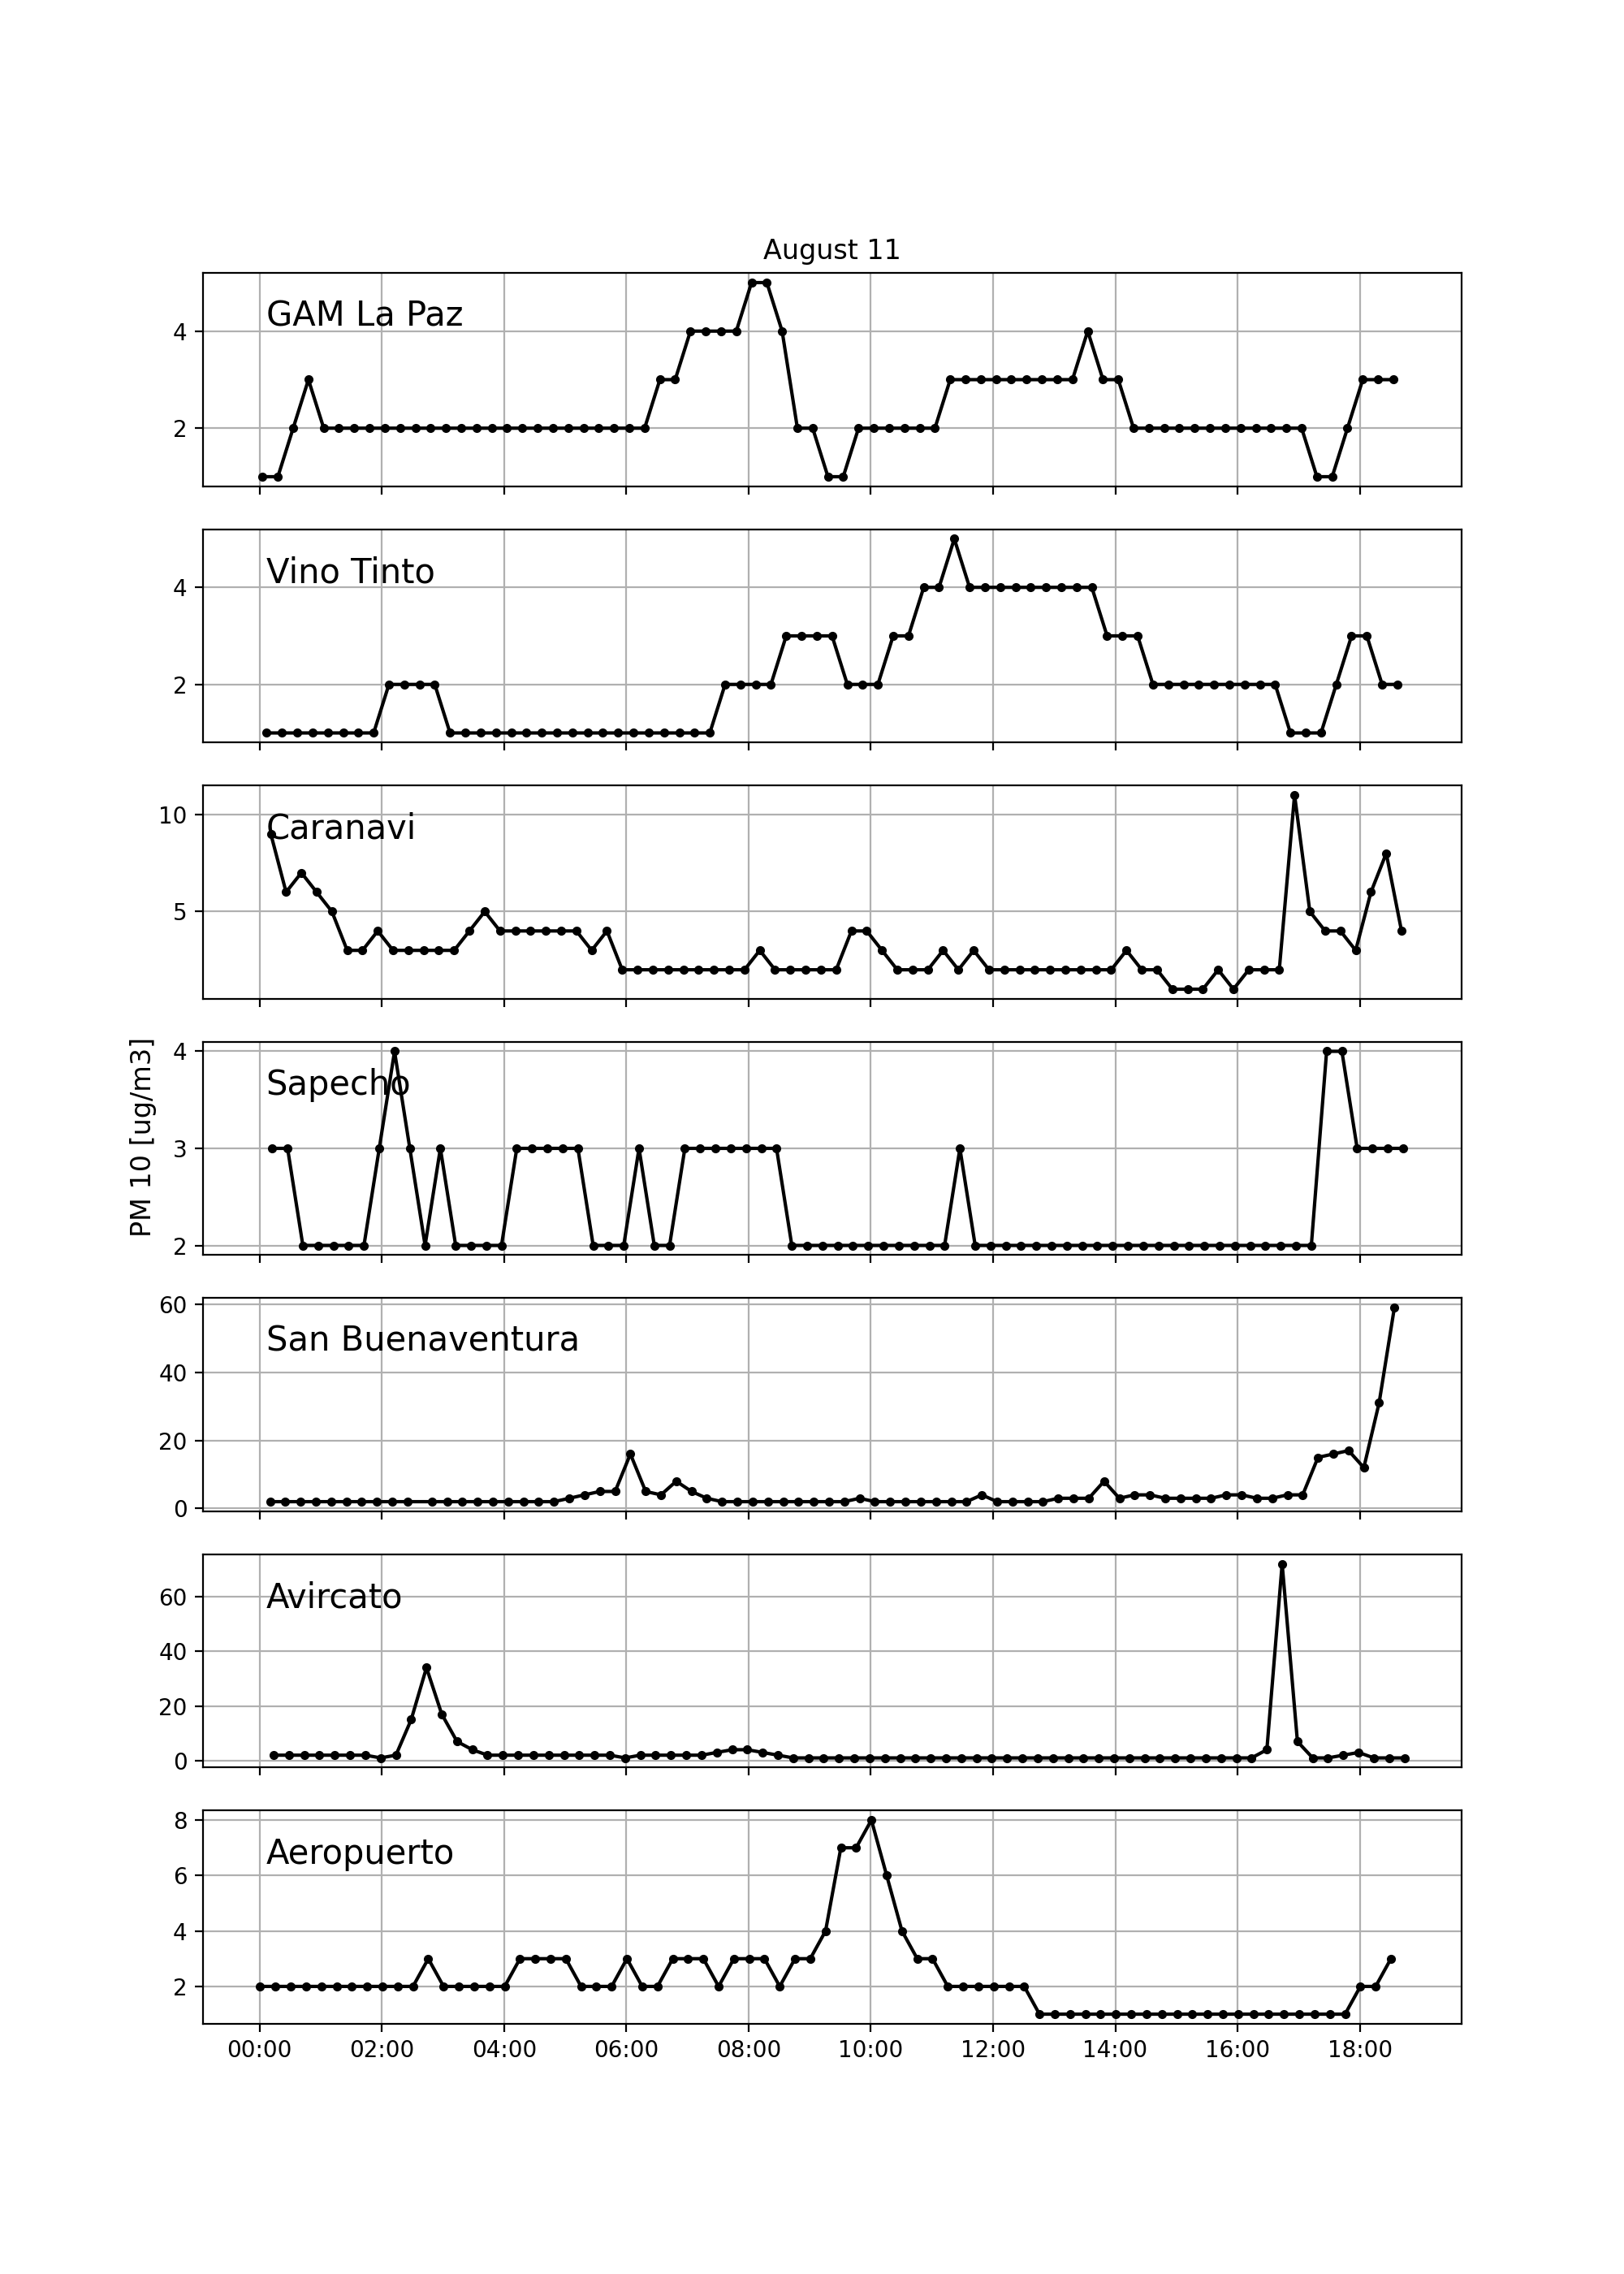 August 11
GAM La Paz
4
2
Vino Tinto
4
2
Caranavi
10
5
PM 10 [ug/m3]
Sapecho
4
3
2
San Buenaventura
60
40
20
0
Avircato
60
40
20
0
Aeropuerto
8
6
4
2
00:00 02:00 04:00 06:00 08:00 10:00 12:00 14:00 16:00 18:00